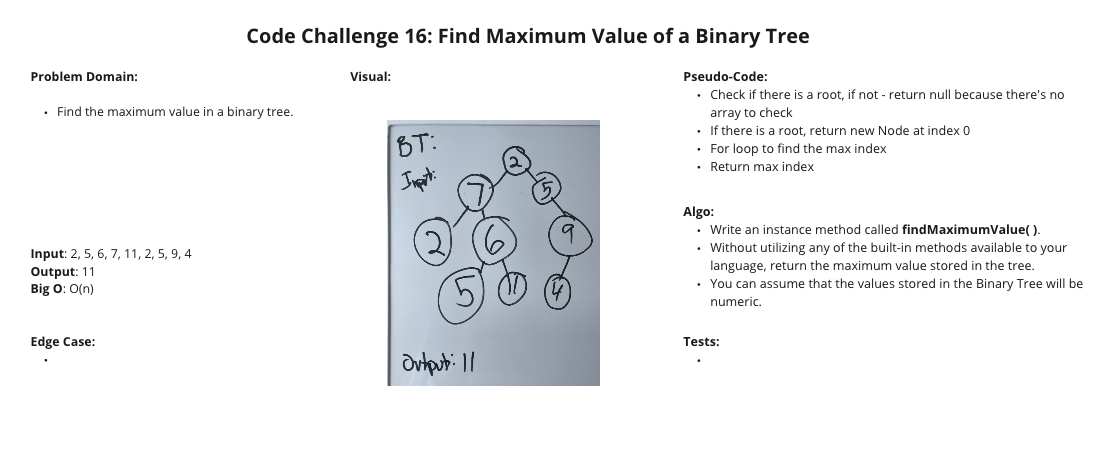 Code Challenge 16: Find Maximum Value of a Binary Tree
Problem Domain:
• Find the maximum value in a binary tree.
Input: 2, 5, 6, 7, 11, 2, 5, 9, 4
Output: 11
Big O: O(n)
Edge Case:
•
Visual:
BT:
Input:
2
7 5
2 6 9
5 11 4
Output: 11
Pseudo-Code:
• Check if there is a root, if not - return null because there's no
array to check
• If there is a root, return new Node at index 0
• For loop to find the max index
• Return max index
Algo:
• Write an instance method called findMaximumValue( ).
• Without utilizing any of the built-in methods available to your
language, return the maximum value stored in the tree.
• You can assume that the values stored in the Binary Tree will be
numeric.
Tests:
•